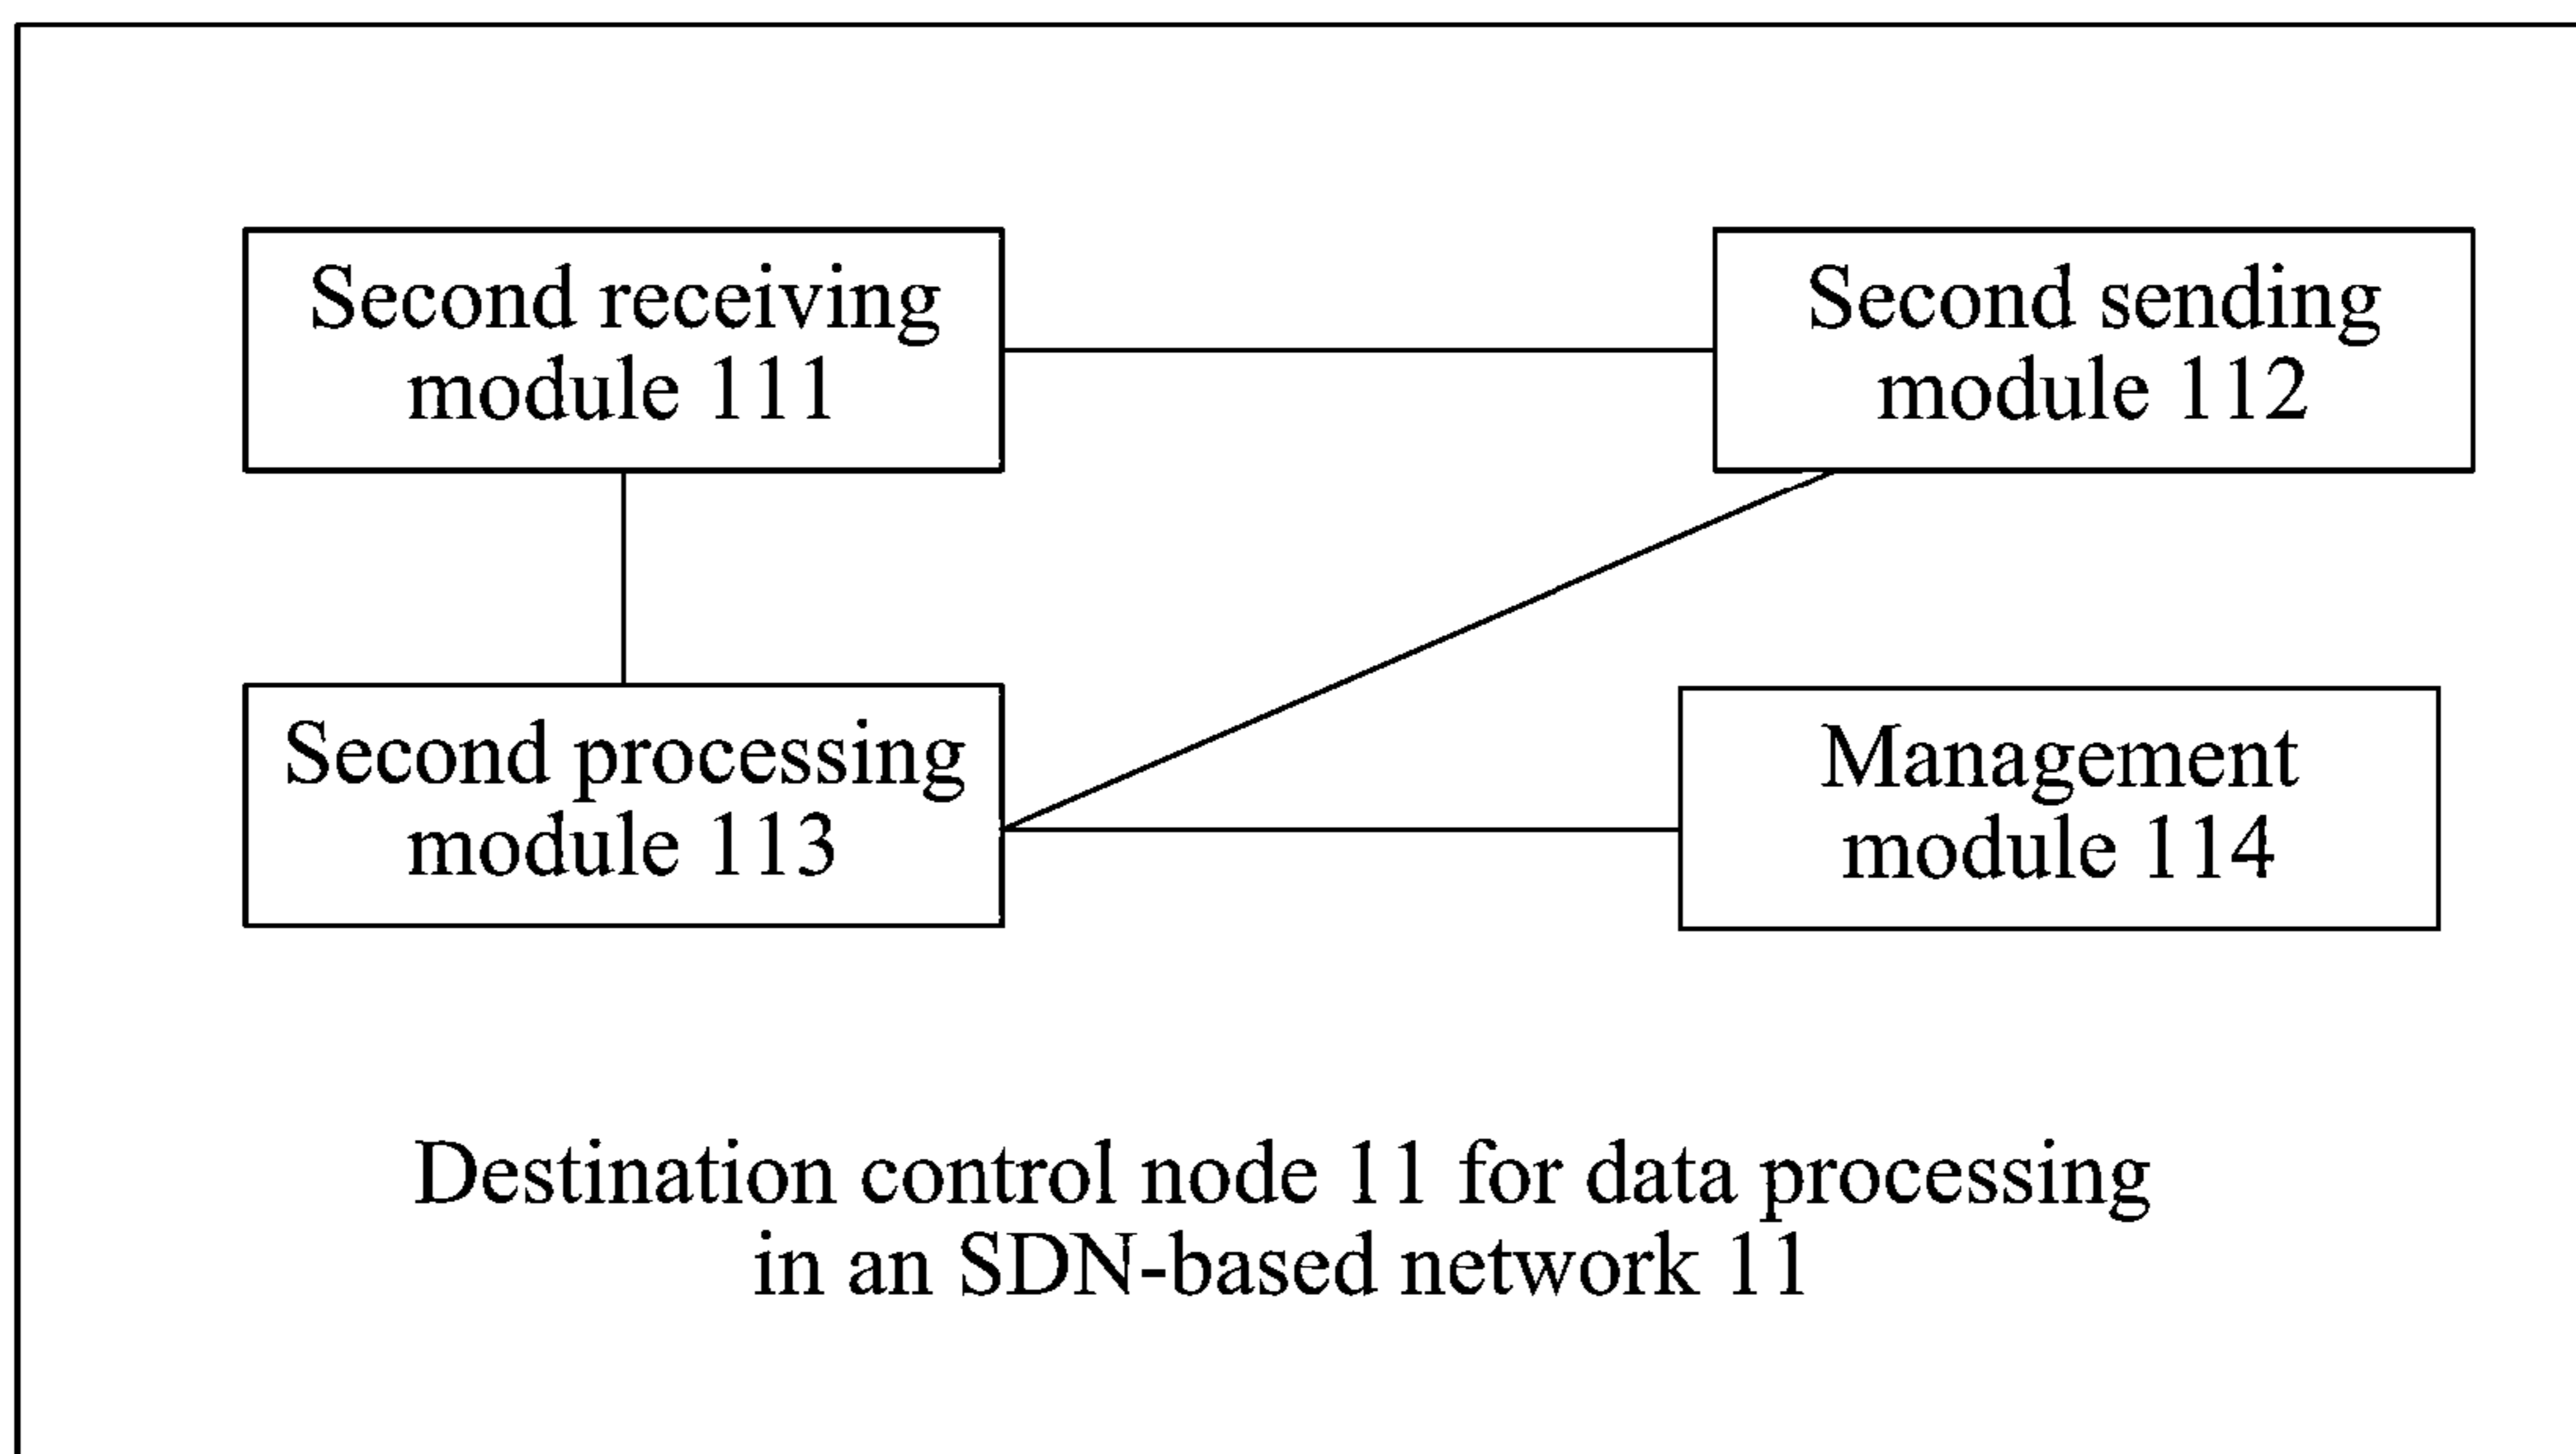 Second receiving
module 111
Second sending
module 112
Second processing
module 113
Management
module 114
Destination control node 11 for data processing
in an SDN-based network 11